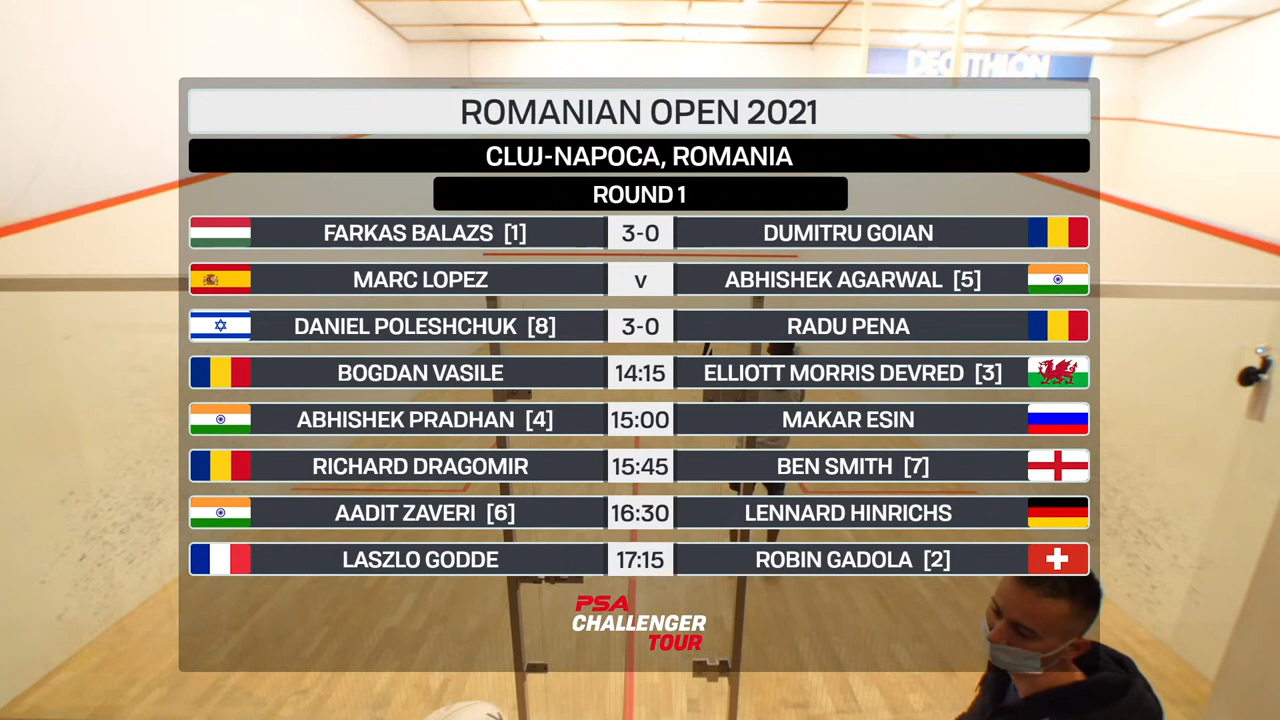 DECATHLON
ROMANIAN OPEN 2021
CLUJ-NAPOCA, ROMANIA
ROUND 1
FARKAS BALAZS [1] 3-0 DUMITRU GOIAN
MARC LOPEZ v ABHISHEK AGARWAL [5]
DANIEL POLESHCHUK [8] 3-0 RADU PENA
BOGDAN VASILE 14:15 ELLIOTT MORRIS DEVRED [3]
ABHISHEK PRADHAN [4] 15:00 MAKAR ESIN
RICHARD DRAGOMIR 15:45 BEN SMITH [7]
AADIT ZAVERI [6] 16:30 LENNARD HINRICHS
LASZLO GODDE 17:15 ROBIN GADOLA [2]
PSA
CHALLENGER
TOUR